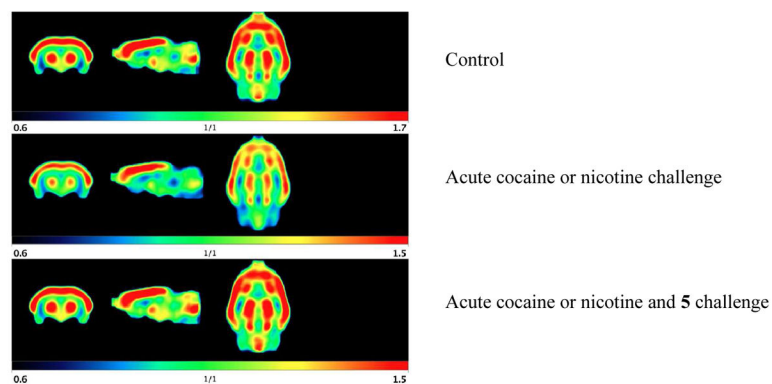 Control
0.6 1/1 1.7
Acute cocaine or nicotine challenge
0.6 1/1 1.5
Acute cocaine or nicotine and 5 challenge
0.6 1/1 1.5